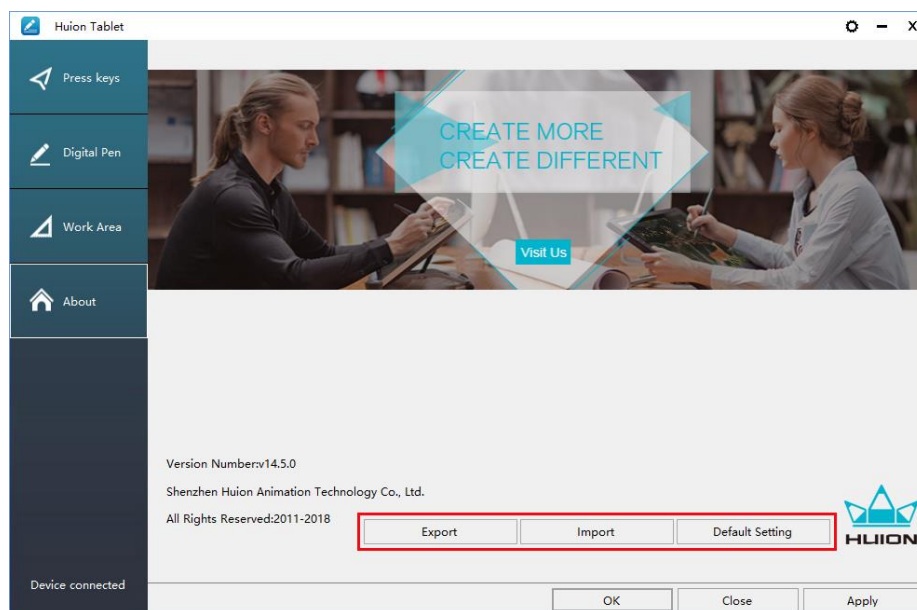 Huion Tablet
Press keys
Digital Pen
Work Area
About
CREATE MORE
CREATE DIFFERENT
Visit Us
Version Number:v14.5.0
Shenzhen Huion Animation Technology Co., Ltd.
All Rights Reserved:2011-2018
Export Import Default Setting
HUION
Device connected
OK Close Apply